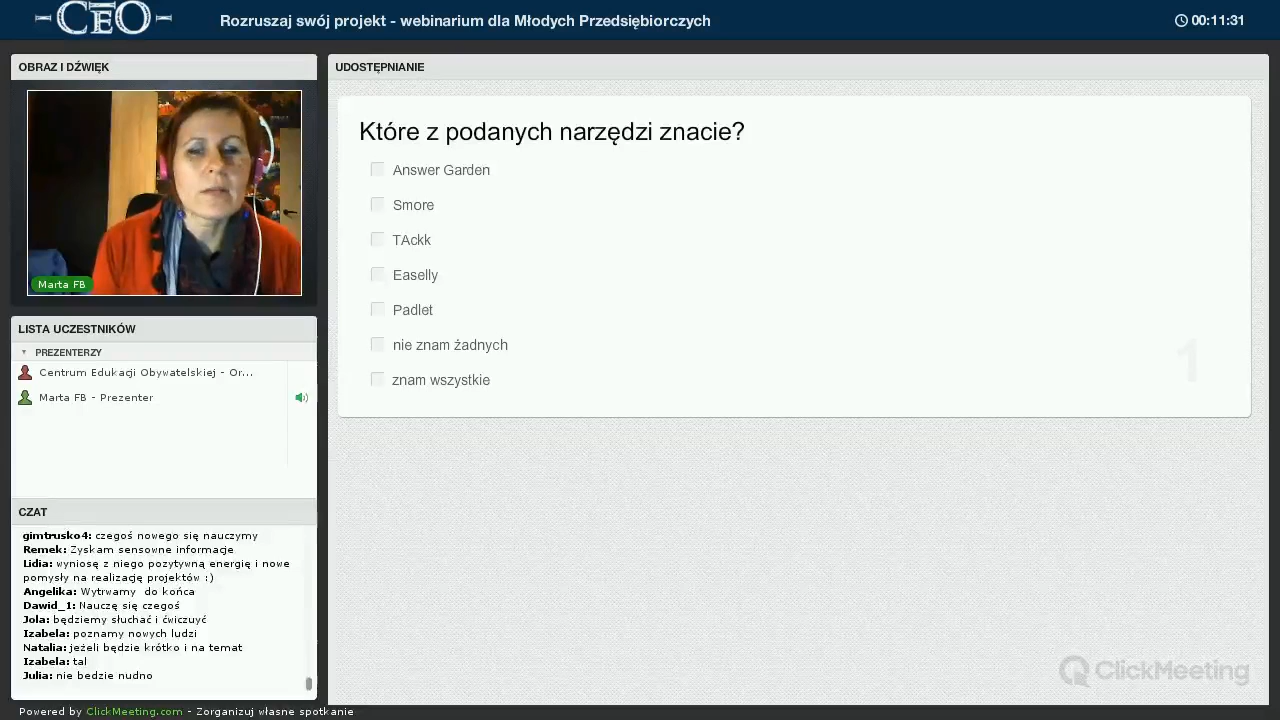 CEO
Rozruszaj swój projekt - webinarium dla Młodych Przedsiębiorczych
00:11:31
OBRAZ I DŹWIĘK
Marta FB
LISTA UCZESTNIKÓW
PREZENTERZY
Centrum Edukacji Obywatelskiej - Or...
Marta FB - Prezenter
CZAT
gimtrusko4: czegoś nowego się nauczymy
Remek: Zyskam sensowne informacje
Lidia: wyniosę z niego pozytywną energię i nowe
pomysły na realizację projektów :)
Angelika: Wytrwamy do końca
Dawid_1: Nauczę się czegoś
Jola: będziemy słuchać i ćwiczuyć
Izabela: poznamy nowych ludzi
Natalia: jeżeli będzie krótko i na temat
Izabela: tal
Julia: nie bedzie nudno
UDOSTĘPNIANIE
Które z podanych narzędzi znacie?
Answer Garden
Smore
TAckk
Easelly
Padlet
nie znam żadnych
znam wszystkie
1
ClickMeeting
Powered by ClickMeeting.com - Zorganizuj własne spotkanie